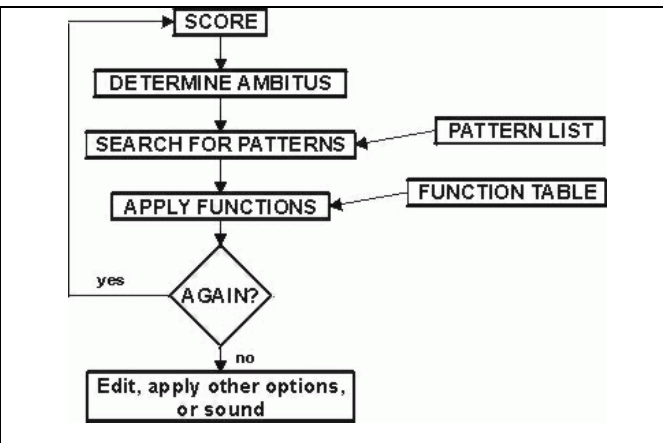 SCORE
DETERMINE AMBITUS
SEARCH FOR PATTERNS
PATTERN LIST
APPLY FUNCTIONS
FUNCTION TABLE
yes
AGAIN?
no
Edit, apply other options,
or sound